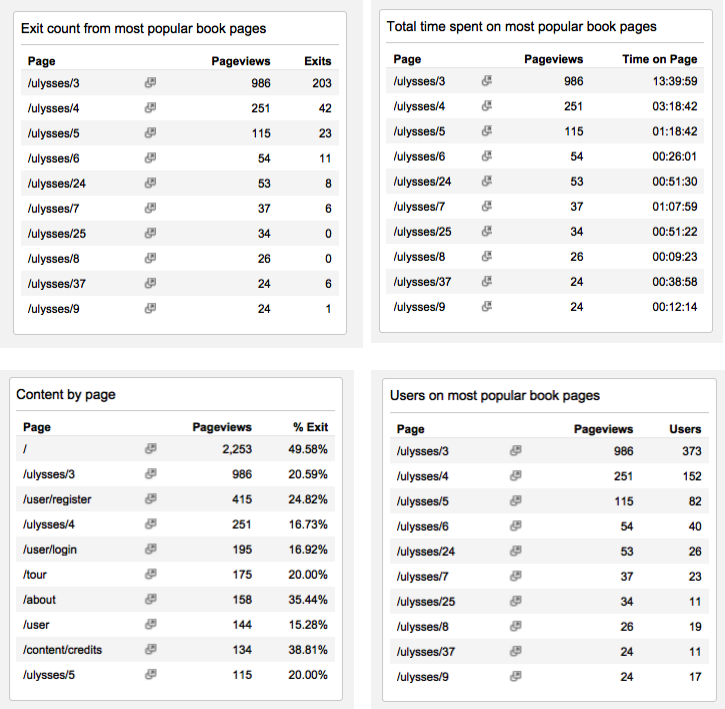 Exit count from most popular book pages
Page Pageviews Exits
/ulysses/3 986 203
/ulysses/4 251 42
/ulysses/5 115 23
/ulysses/6 54 11
/ulysses/24 53 8
/ulysses/7 37 6
/ulysses/25 34 0
/ulysses/8 26 0
/ulysses/37 24 6
/ulysses/9 24 1
Total time spent on most popular book pages
Page Pageviews Time on Page
/ulysses/3 986 13:39:59
/ulysses/4 251 03:18:42
/ulysses/5 115 01:18:42
/ulysses/6 54 00:26:01
/ulysses/24 53 00:51:30
/ulysses/7 37 01:07:59
/ulysses/25 34 00:51:22
/ulysses/8 26 00:09:23
/ulysses/37 24 00:38:58
/ulysses/9 24 00:12:14
Content by page
Page Pageviews % Exit
/ 2,253 49.58%
/ulysses/3 986 20.59%
/user/register 415 24.82%
/ulysses/4 251 16.73%
/user/login 195 16.92%
/tour 175 20.00%
/about 158 35.44%
/user 144 15.28%
/content/credits 134 38.81%
/ulysses/5 115 20.00%
Users on most popular book pages
Page Pageviews Users
/ulysses/3 986 373
/ulysses/4 251 152
/ulysses/5 115 82
/ulysses/6 54 40
/ulysses/24 53 26
/ulysses/7 37 23
/ulysses/25 34 11
/ulysses/8 26 19
/ulysses/37 24 11
/ulysses/9 24 17